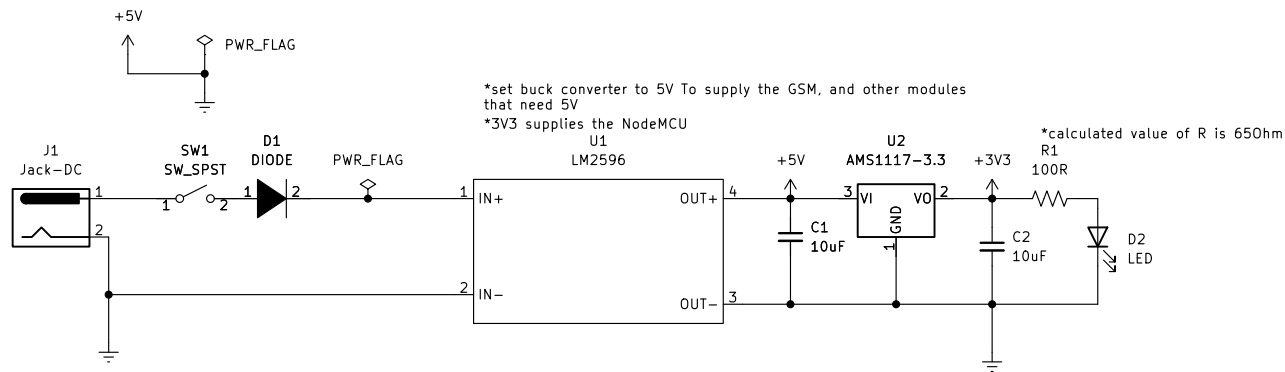 +5V
PWR_FLAG
*set buck converter to 5V To supply the GSM, and other modules
that need 5V
*3V3 supplies the NodeMCU
J1
Jack-DC
SW1
SW_SPST
D1
DIODE
PWR_FLAG
U1
LM2596
+5V
U2
AMS1117-3.3
+3V3
*calculated value of R is 65Ohm
R1
100R
1
2
1
2
1
2
1
IN+
2
IN-
OUT+
4
OUT-
3
C1
10uF
3
VI
VO
2
GND
1
C2
10uF
D2
LED